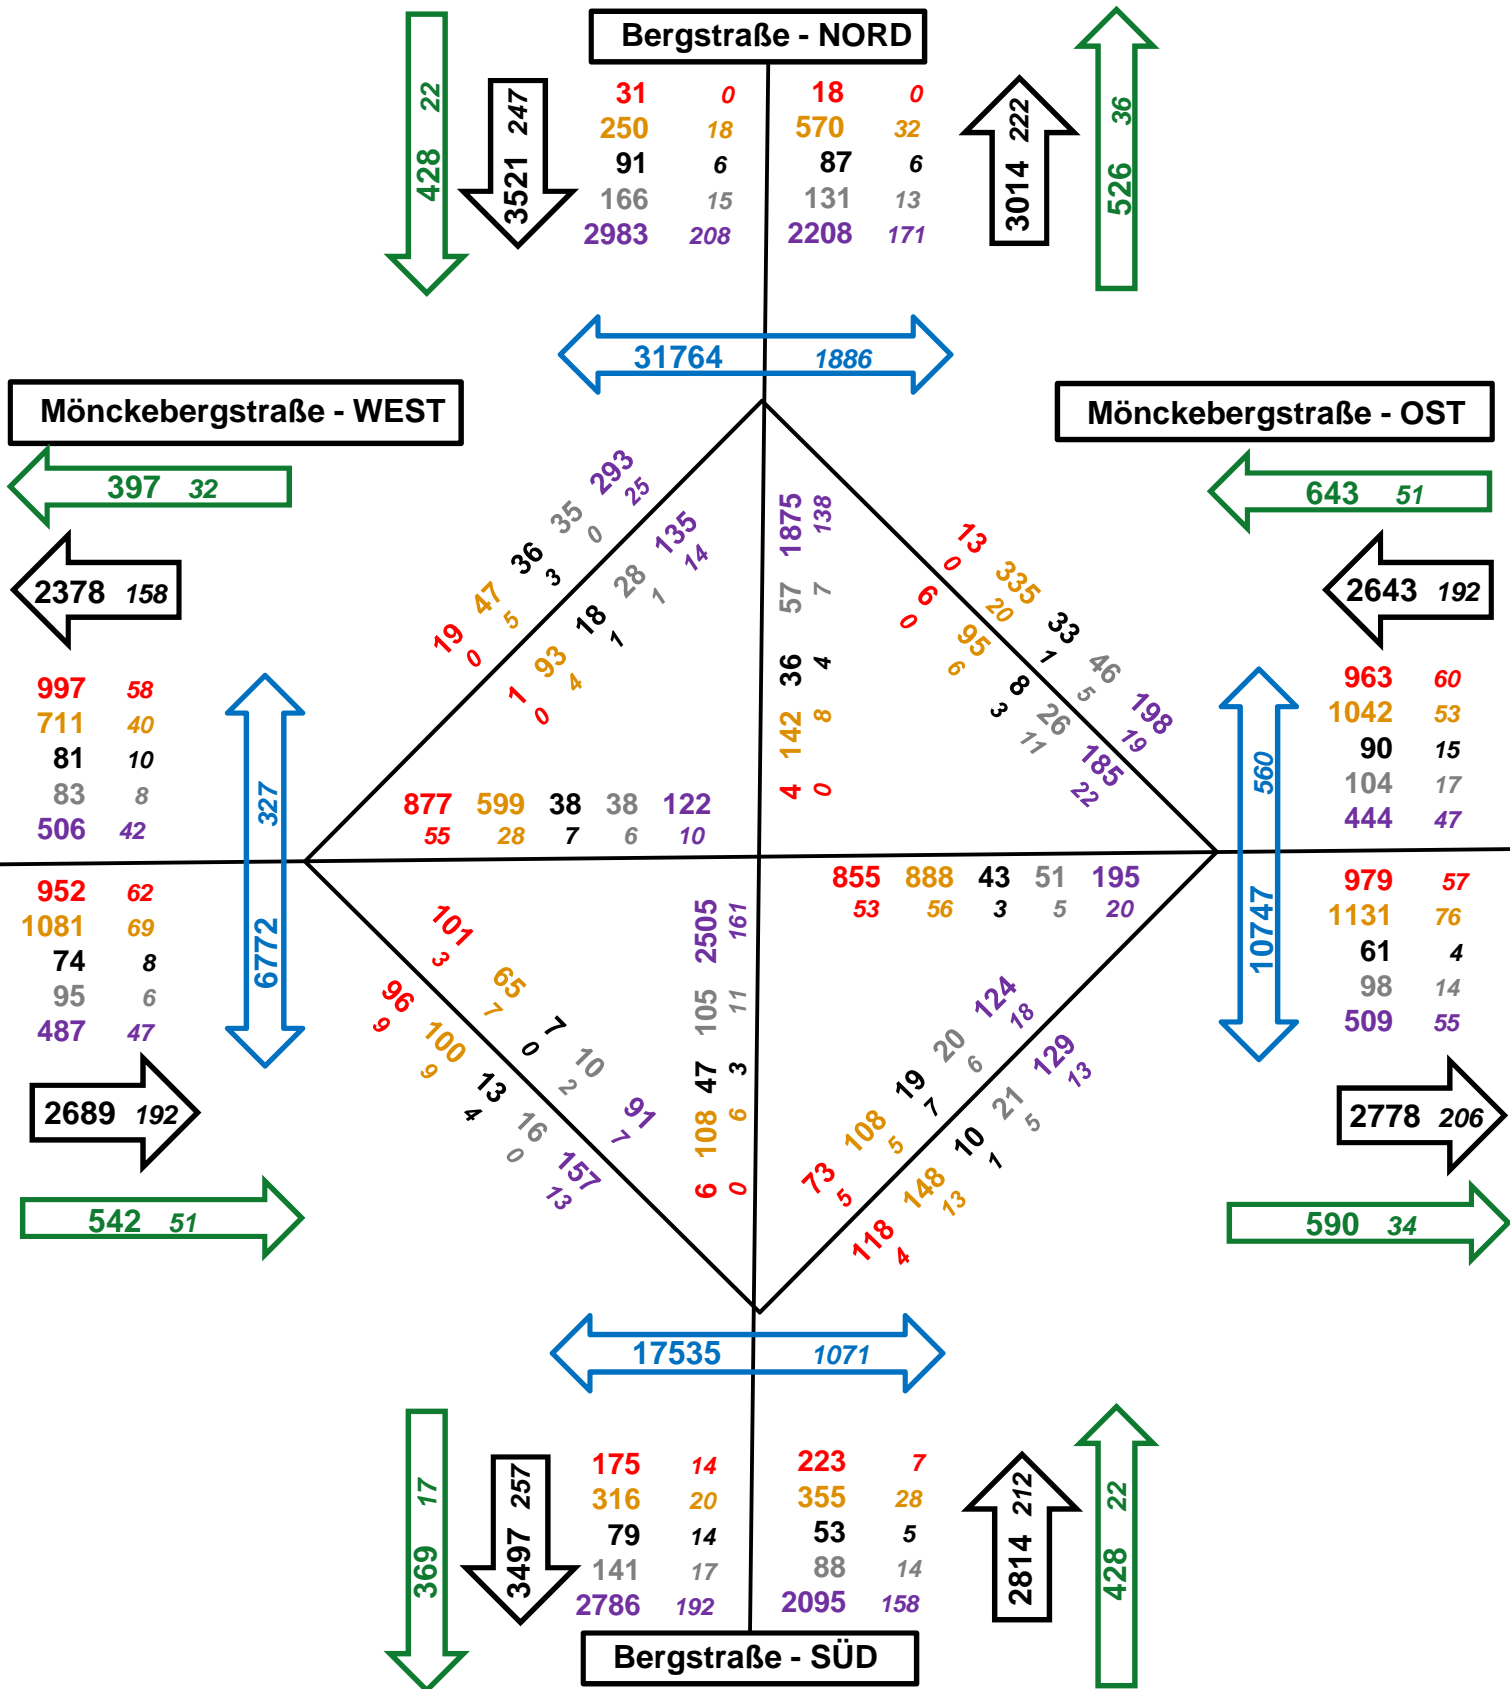 Bergstraße - NORD
428 22
3521 247
31 0 18 0
250 18 570 32
91 6 87 6
166 15 131 13
2983 208 2208 171
3014 222
526 36
31764 1886
Mönckebergstraße - WEST
397 32
2378 158
997 58
711 40
81 10
83 8
506 42
6772 327
952 62
1081 69
74 8
95 6
487 47
2689 192
542 51
Mönckebergstraße - OST
643 51
2643 192
963 60
1042 53
90 15
104 17
444 47
10747 560
979 57
1131 76
61 4
98 14
509 55
2778 206
590 34
19 47 36 35 293
0 5 3 0 25
1 93 18 28 135
0 4 1 1 14
4 142 36 57 1875
0 8 4 7 138
13 335 33 46 198
0 20 1 5 19
6 95 8 26 185
0 6 3 11 22
877 599 38 38 122
55 28 7 6 10
855 888 43 51 195
53 56 3 5 20
101 65 7 10 91
3 7 0 2 7
96 100 13 16 157
9 9 4 0 13
6 108 47 105 2505
0 6 3 11 161
73 108 19 20 124
5 5 7 6 18
118 148 10 21 129
4 13 1 5 13
17535 1071
369 17
3497 257
175 14 223 7
316 20 355 28
79 14 53 5
141 17 88 14
2786 192 2095 158
2814 212
428 22
Bergstraße - SÜD